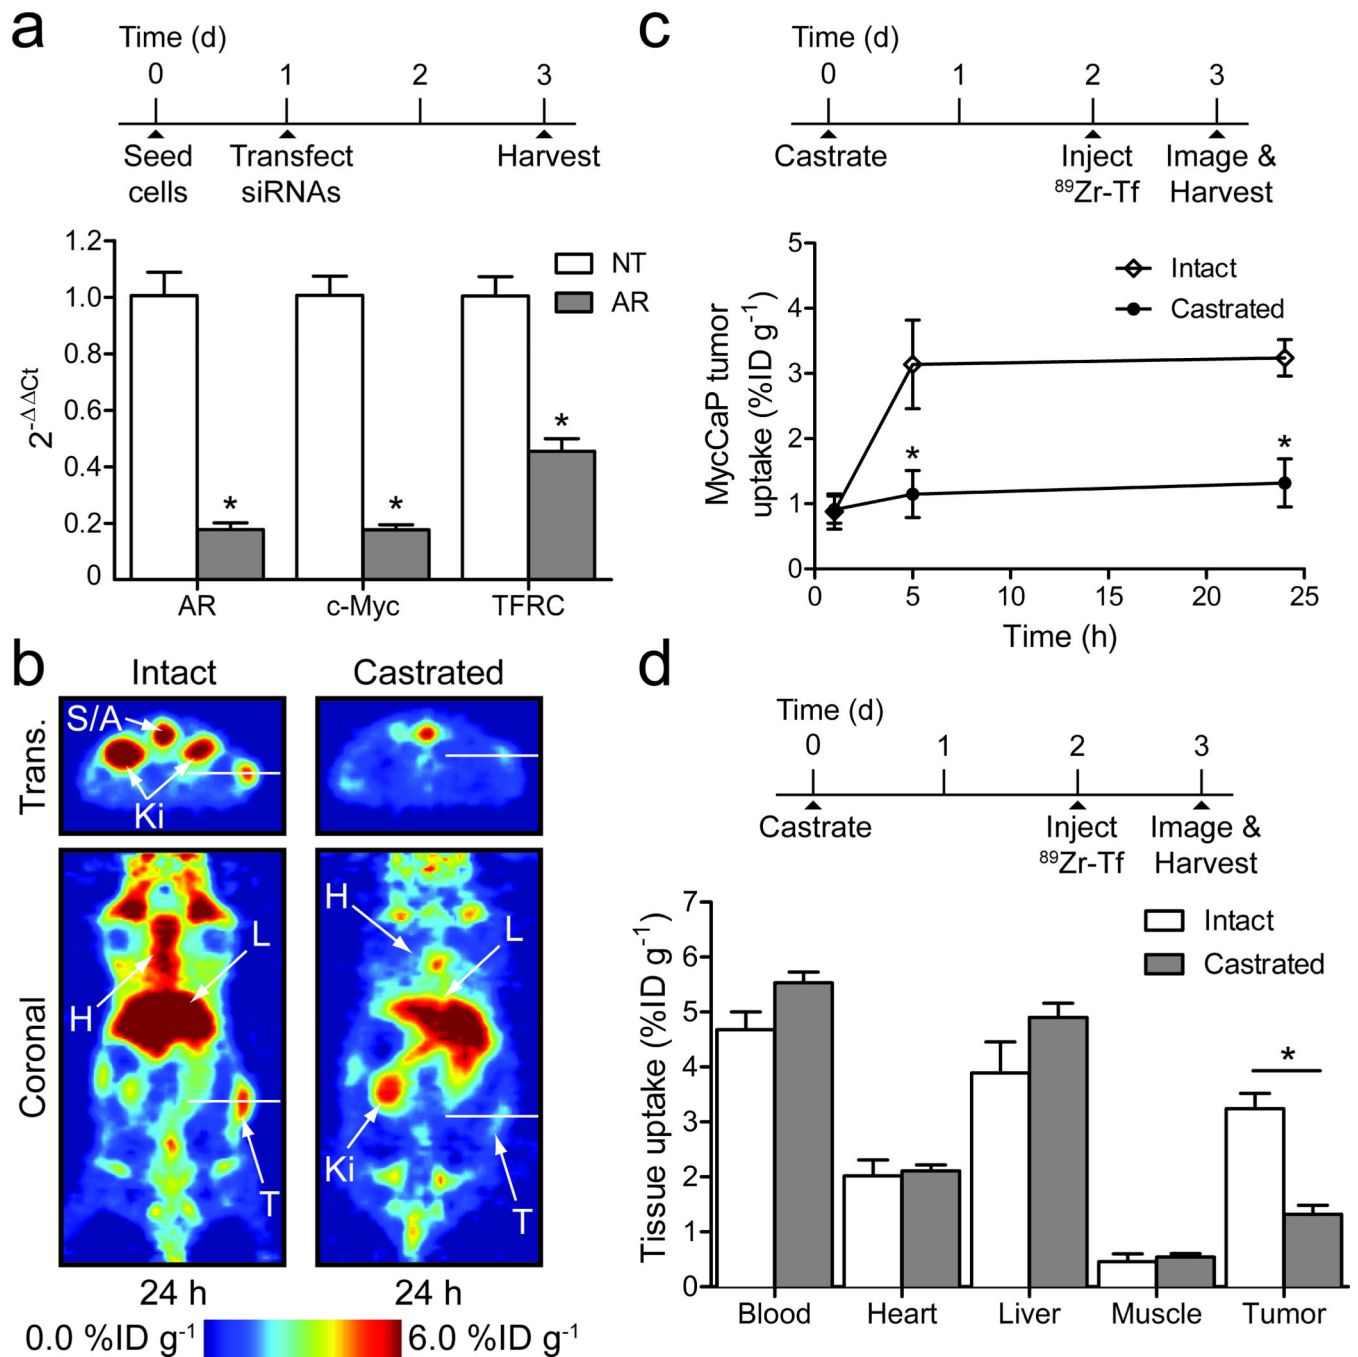 a
Time (d)
0 1 2 3
Seed cells
Transfect siRNAs
Harvest
1.2
1.0
0.8
0.6
0.4
0.2
0
2^-ΔΔCt
NT
AR
*
*
*
AR c-Myc TFRC
b
Intact Castrated
Trans.
S/A
Ki
Coronal
H
L
T
H
L
Ki
T
24 h 24 h
0.0 %ID g⁻¹ 6.0 %ID g⁻¹
c
Time (d)
0 1 2 3
Castrate
Inject ⁸⁹Zr-Tf
Image & Harvest
MycCaP tumor
uptake (%ID g⁻¹)
5
4
3
2
1
0
Intact
Castrated
*
*
0 5 10 15 20 25
Time (h)
d
Time (d)
0 1 2 3
Castrate
Inject ⁸⁹Zr-Tf
Image & Harvest
Tissue uptake (%ID g⁻¹)
7
6
5
4
3
2
1
0
Intact
Castrated
*
Blood Heart Liver Muscle Tumor